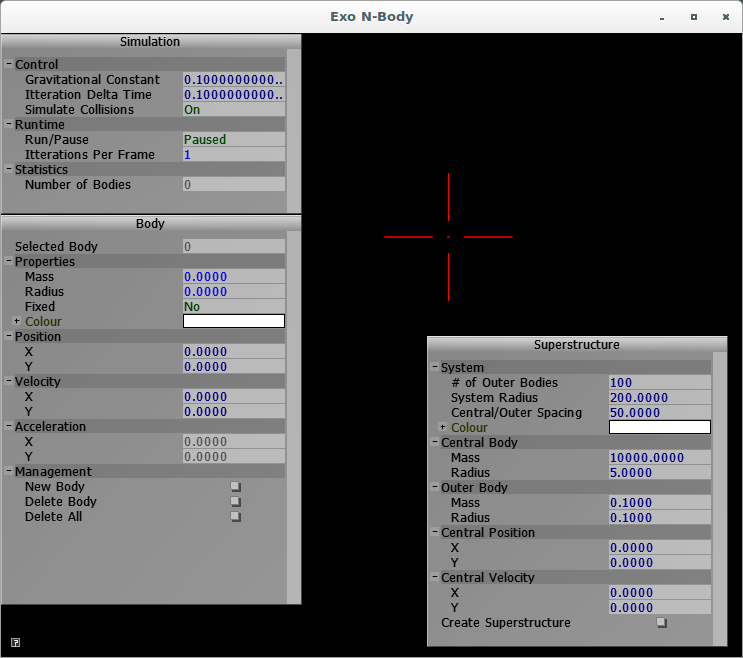 Exo N-Body
Simulation
Control
Gravitational Constant 0.1000000000..
Itteration Delta Time 0.1000000000..
Simulate Collisions On
Runtime
Run/Pause Paused
Itterations Per Frame 1
Statistics
Number of Bodies 0
Body
Selected Body 0
Properties
Mass 0.0000
Radius 0.0000
Fixed No
Colour
Position
X 0.0000
Y 0.0000
Velocity
X 0.0000
Y 0.0000
Acceleration
X 0.0000
Y 0.0000
Management
New Body
Delete Body
Delete All
Superstructure
System
# of Outer Bodies 100
System Radius 200.0000
Central/Outer Spacing 50.0000
Colour
Central Body
Mass 10000.0000
Radius 5.0000
Outer Body
Mass 0.1000
Radius 0.1000
Central Position
X 0.0000
Y 0.0000
Central Velocity
X 0.0000
Y 0.0000
Create Superstructure
?